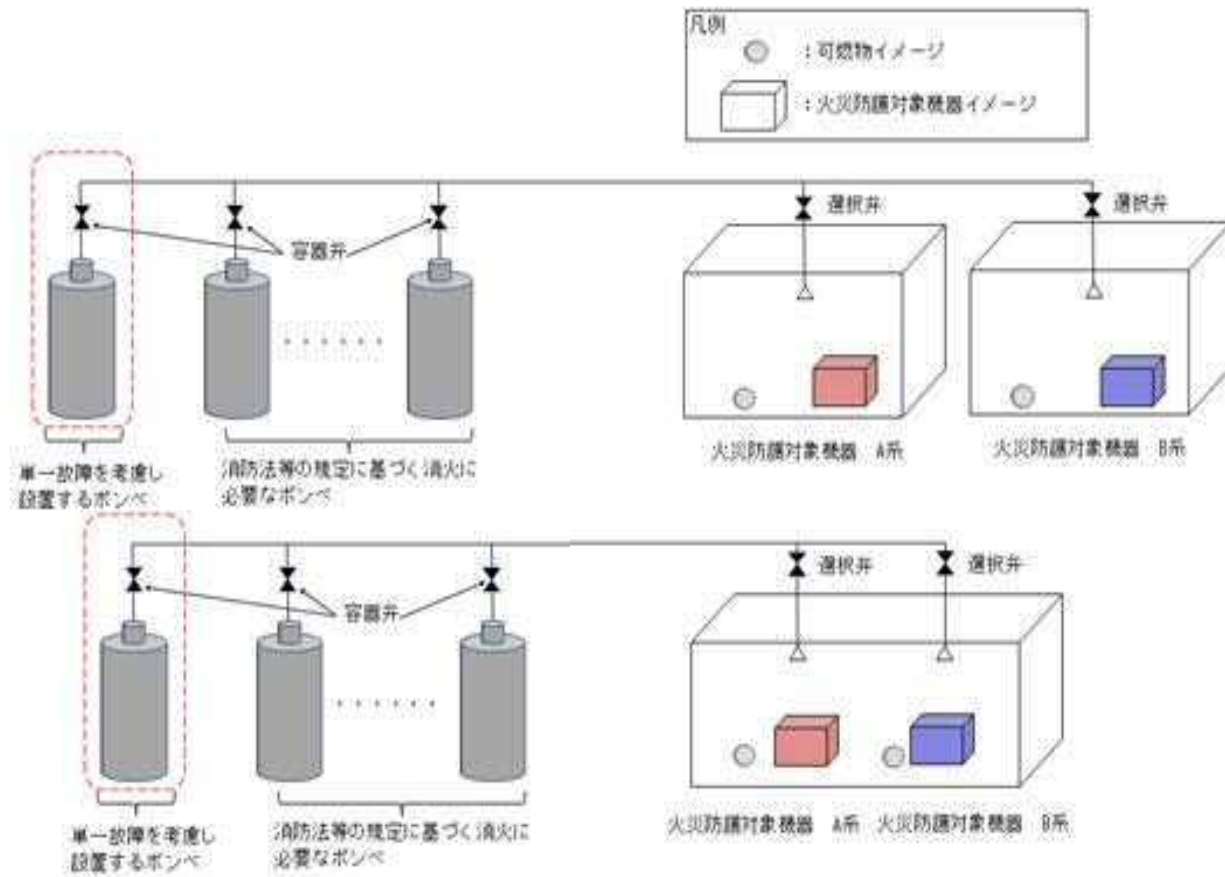 凡例
：可燃物イメージ
：火災防護対象機器イメージ
選択弁
選択弁
容器弁
火災防護対象機器　A系
火災防護対象機器　B系
単一故障を考慮し
設置するボンベ
消防法等の規定に基づく消火に
必要なボンベ
選択弁
選択弁
容器弁
火災防護対象機器　A系
火災防護対象機器　B系
単一故障を考慮し
設置するボンベ
消防法等の規定に基づく消火に
必要なボンベ